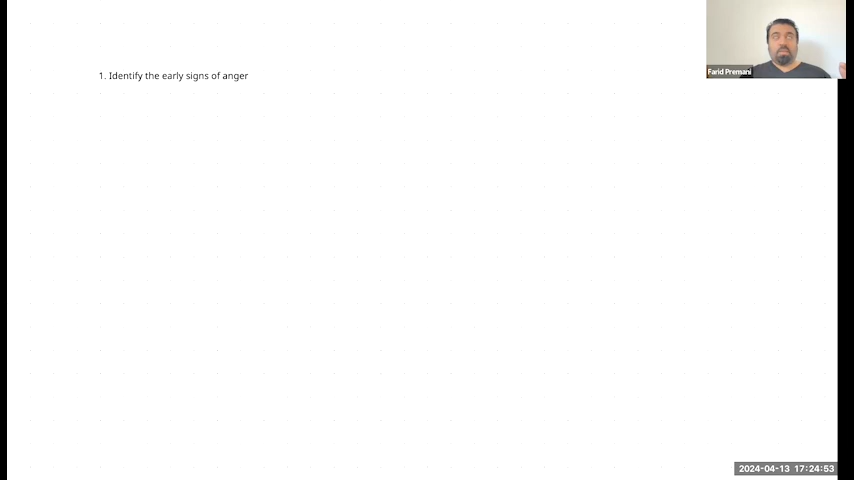 1. Identify the early signs of anger
Farid Premani
2024-04-13 17:24:53